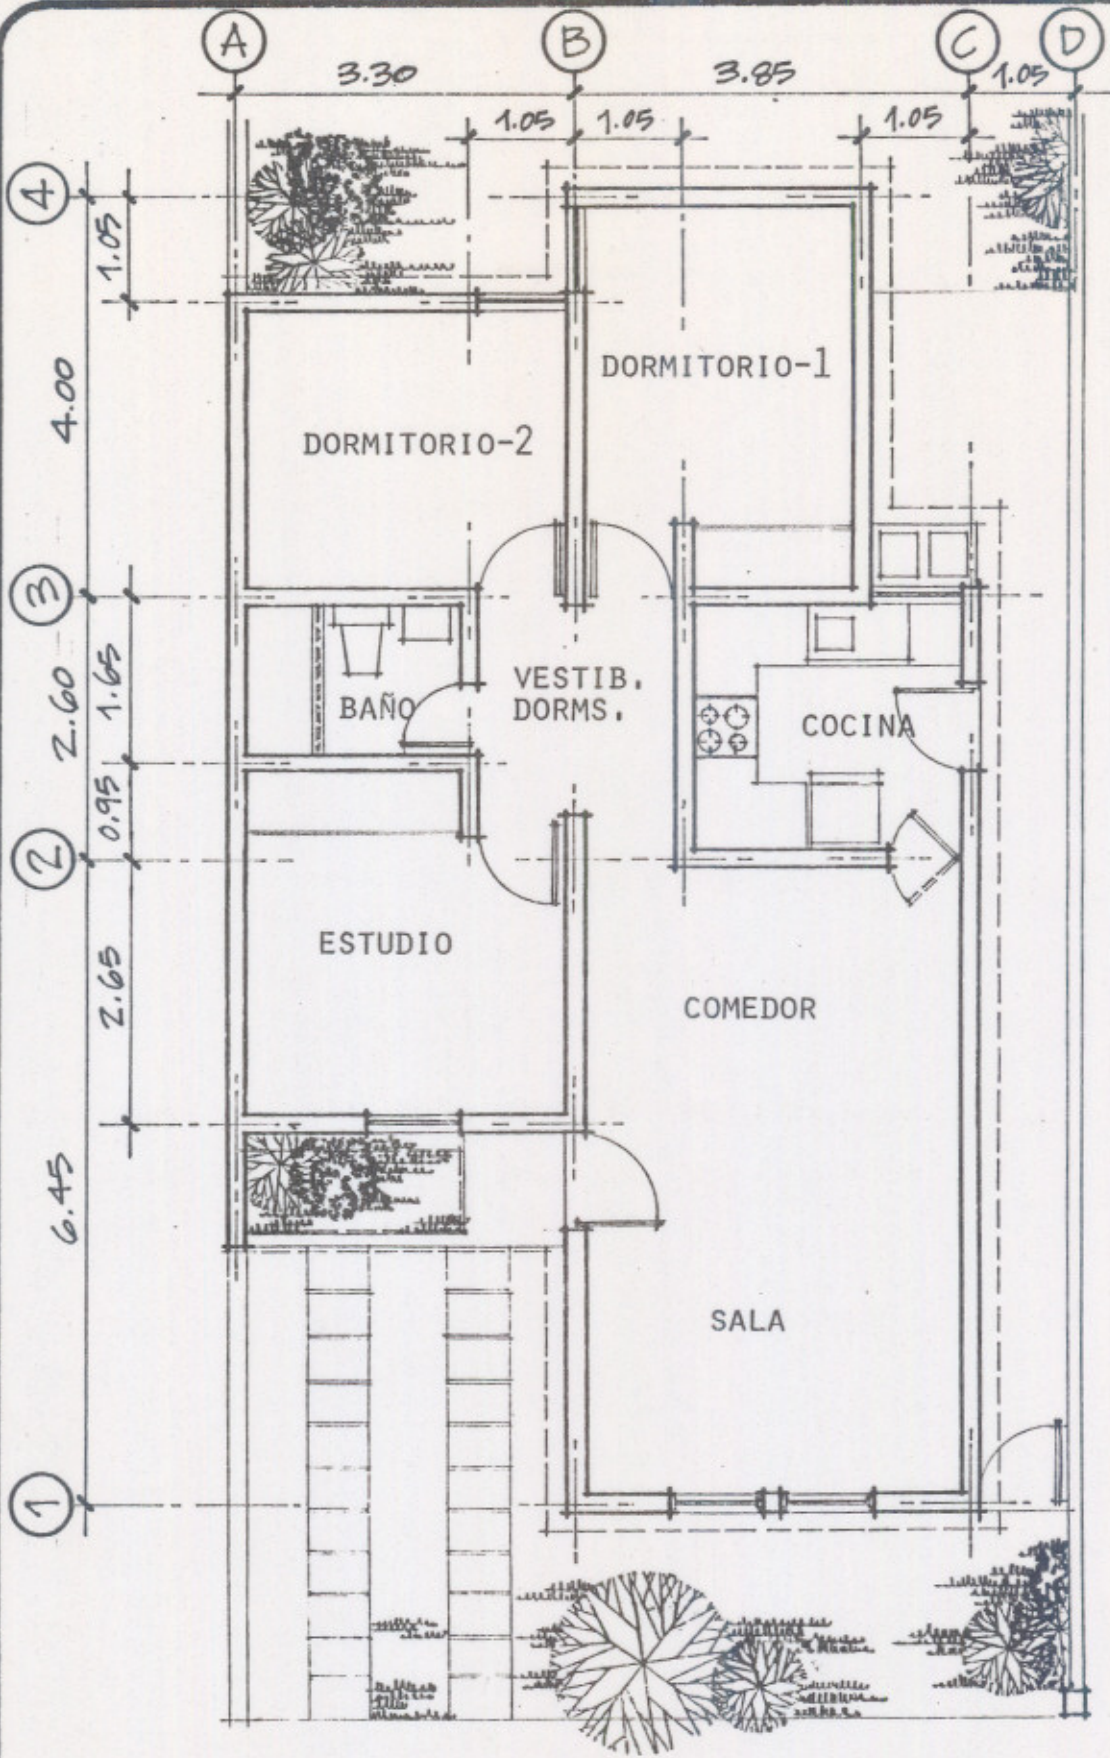 A
B
C
D
3.30
3.85
1.05
1.05
1.05
1.05
4
1.05
4.00
DORMITORIO-1
DORMITORIO-2
3
1.65
2.60
VESTIB.
DORMS.
BAÑO
COCINA
0.95
2
ESTUDIO
2.65
COMEDOR
6.45
SALA
1